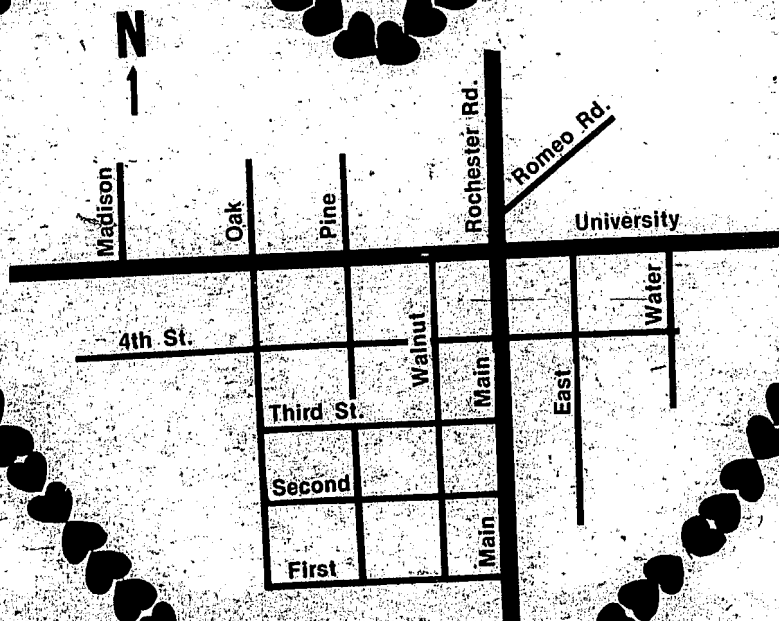 N
Rochester Rd.
Romeo Rd.
Madison
Oak
Pine
University
Water
4th St.
Walnut
Main
East
Third St.
Second
Main
First